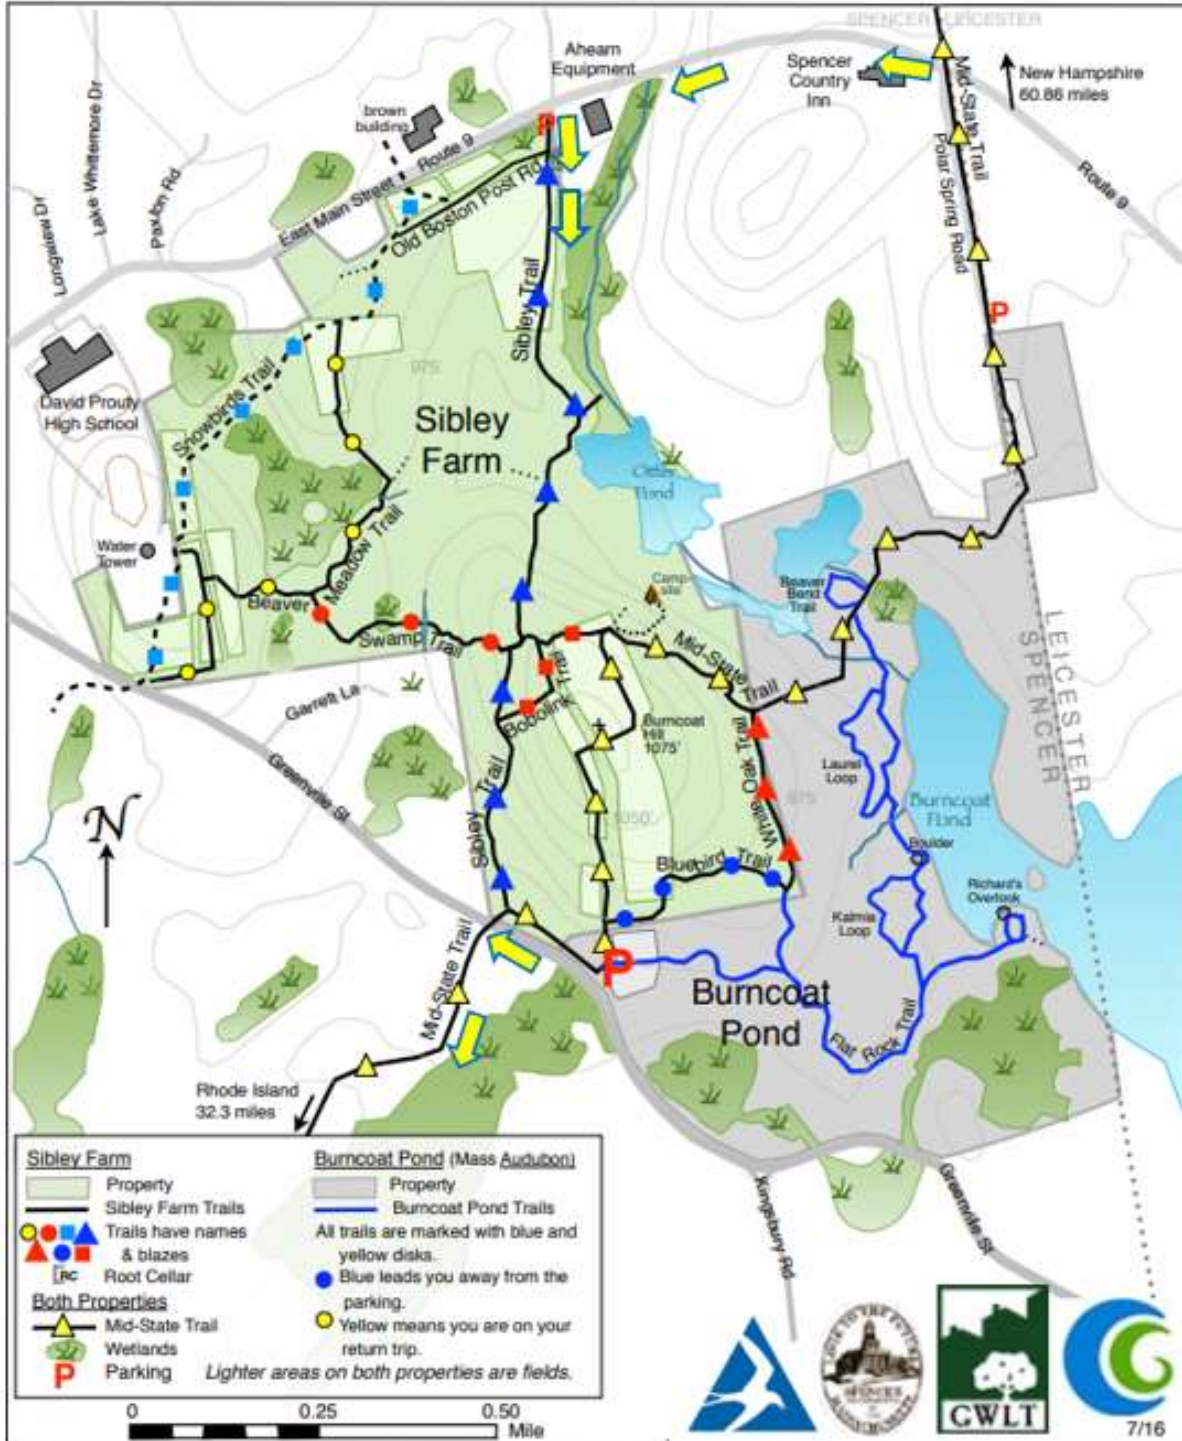 SPENCER LEICESTER
Ahearn
Equipment
Spencer
Country
Inn
New Hampshire
60.86 miles
Mid-State Trail
Polar Spring Road
Route 9
brown
building
Route 9
East Main Street
Old Boston Post Rd
Lake Whittemore Dr
Longview Dr
Paxton Rd
P
Sibley Trail
P
David Prouty
High School
Snowbirds Trail
975'
Sibley
Farm
Otter
Pond
Water
Tower
Beaver
Meadow Trail
Swamp Trail
Camp-
site
Beaver
Bend
Trail
Mid-State
Trail
LEICESTER
SPENCER
Garrett La
Bobolink Trail
Burncoat
Hill
1075'
White Oak Trail
Laurel
Loop
975
Burncoat
Pond
Greenville St
N
Sibley Trail
1050'
Bluebird Trail
Boulder
Richard's
Overlook
Kalmia
Loop
Mid-State Trail
P
Burncoat
Pond
Flat Rock Trail
Rhode Island
32.3 miles
Kingsbury Rd
Greenville St
Sibley Farm
Property
Sibley Farm Trails
Trails have names
& blazes
RC Root Cellar
Both Properties
Mid-State Trail
Wetlands
P Parking
Burncoat Pond (Mass Audubon)
Property
Burncoat Pond Trails
All trails are marked with blue and
yellow disks.
Blue leads you away from the
parking.
Yellow means you are on your
return trip.
Lighter areas on both properties are fields.
0 0.25 0.50
Mile
SPENCER
GWLT
7/16